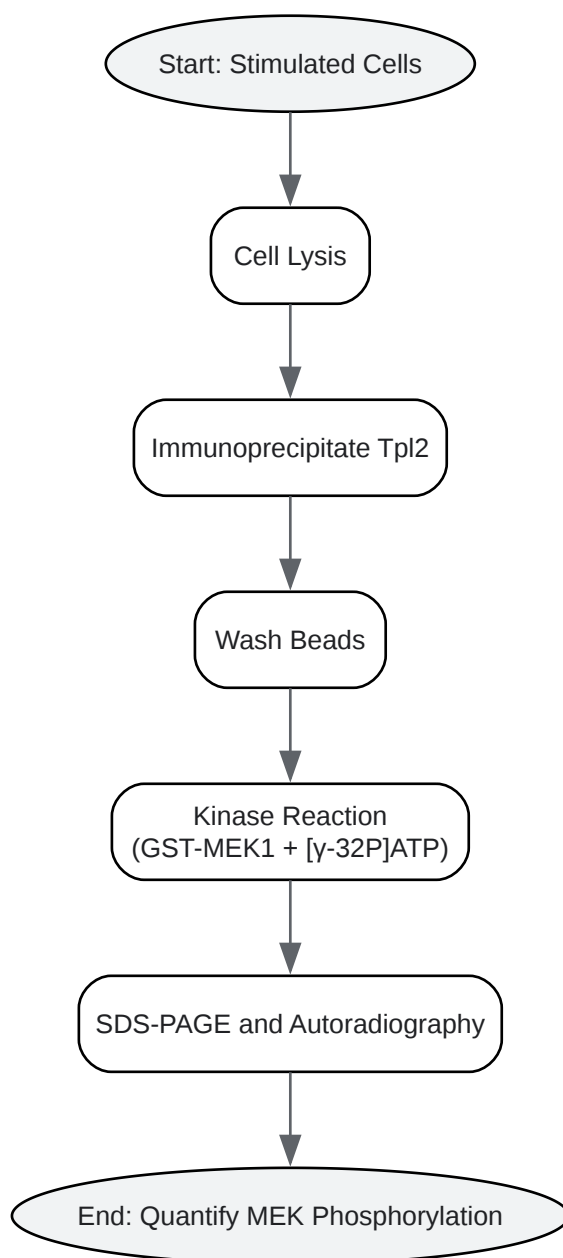 Start: Stimulated Cells
Cell Lysis
Immunoprecipitate Tpl2
Wash Beads
Kinase Reaction
(GST-MEK1 + [γ-32P]ATP)
SDS-PAGE and Autoradiography
End: Quantify MEK Phosphorylation